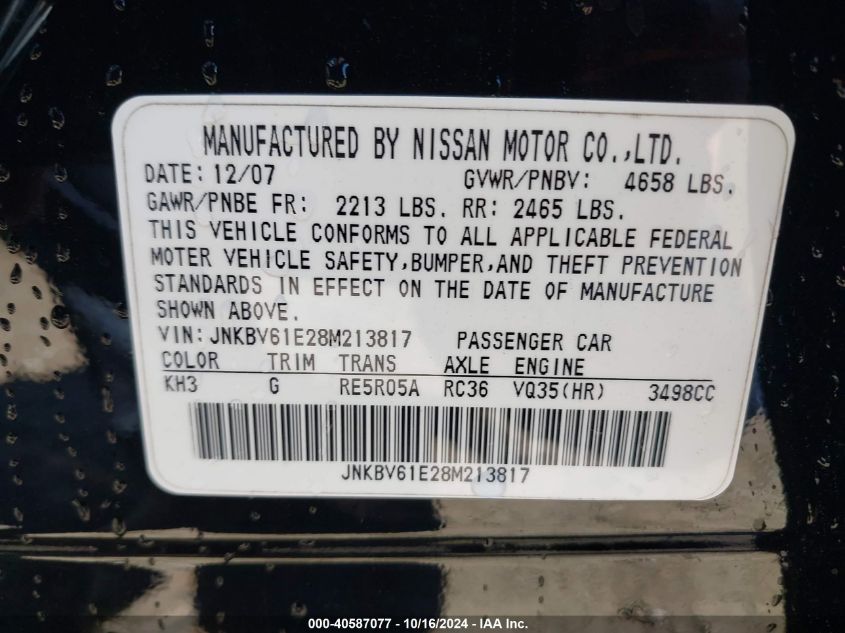 MANUFACTURED BY NISSAN MOTOR CO.,LTD.
DATE: 12/07 GVWR/PNBV: 4658 LBS.
GAWR/PNBE FR: 2213 LBS. RR: 2465 LBS.
THIS VEHICLE CONFORMS TO ALL APPLICABLE FEDERAL
MOTER VEHICLE SAFETY,BUMPER,AND THEFT PREVENTION
STANDARDS IN EFFECT ON THE DATE OF MANUFACTURE
SHOWN ABOVE.
VIN: JNKBV61E28M213817 PASSENGER CAR
COLOR TRIM TRANS AXLE ENGINE
KH3 G RE5R05A RC36 VQ35(HR) 3498CC
JNKBV61E28M213817
000-40587077 - 10/16/2024 - IAA Inc.